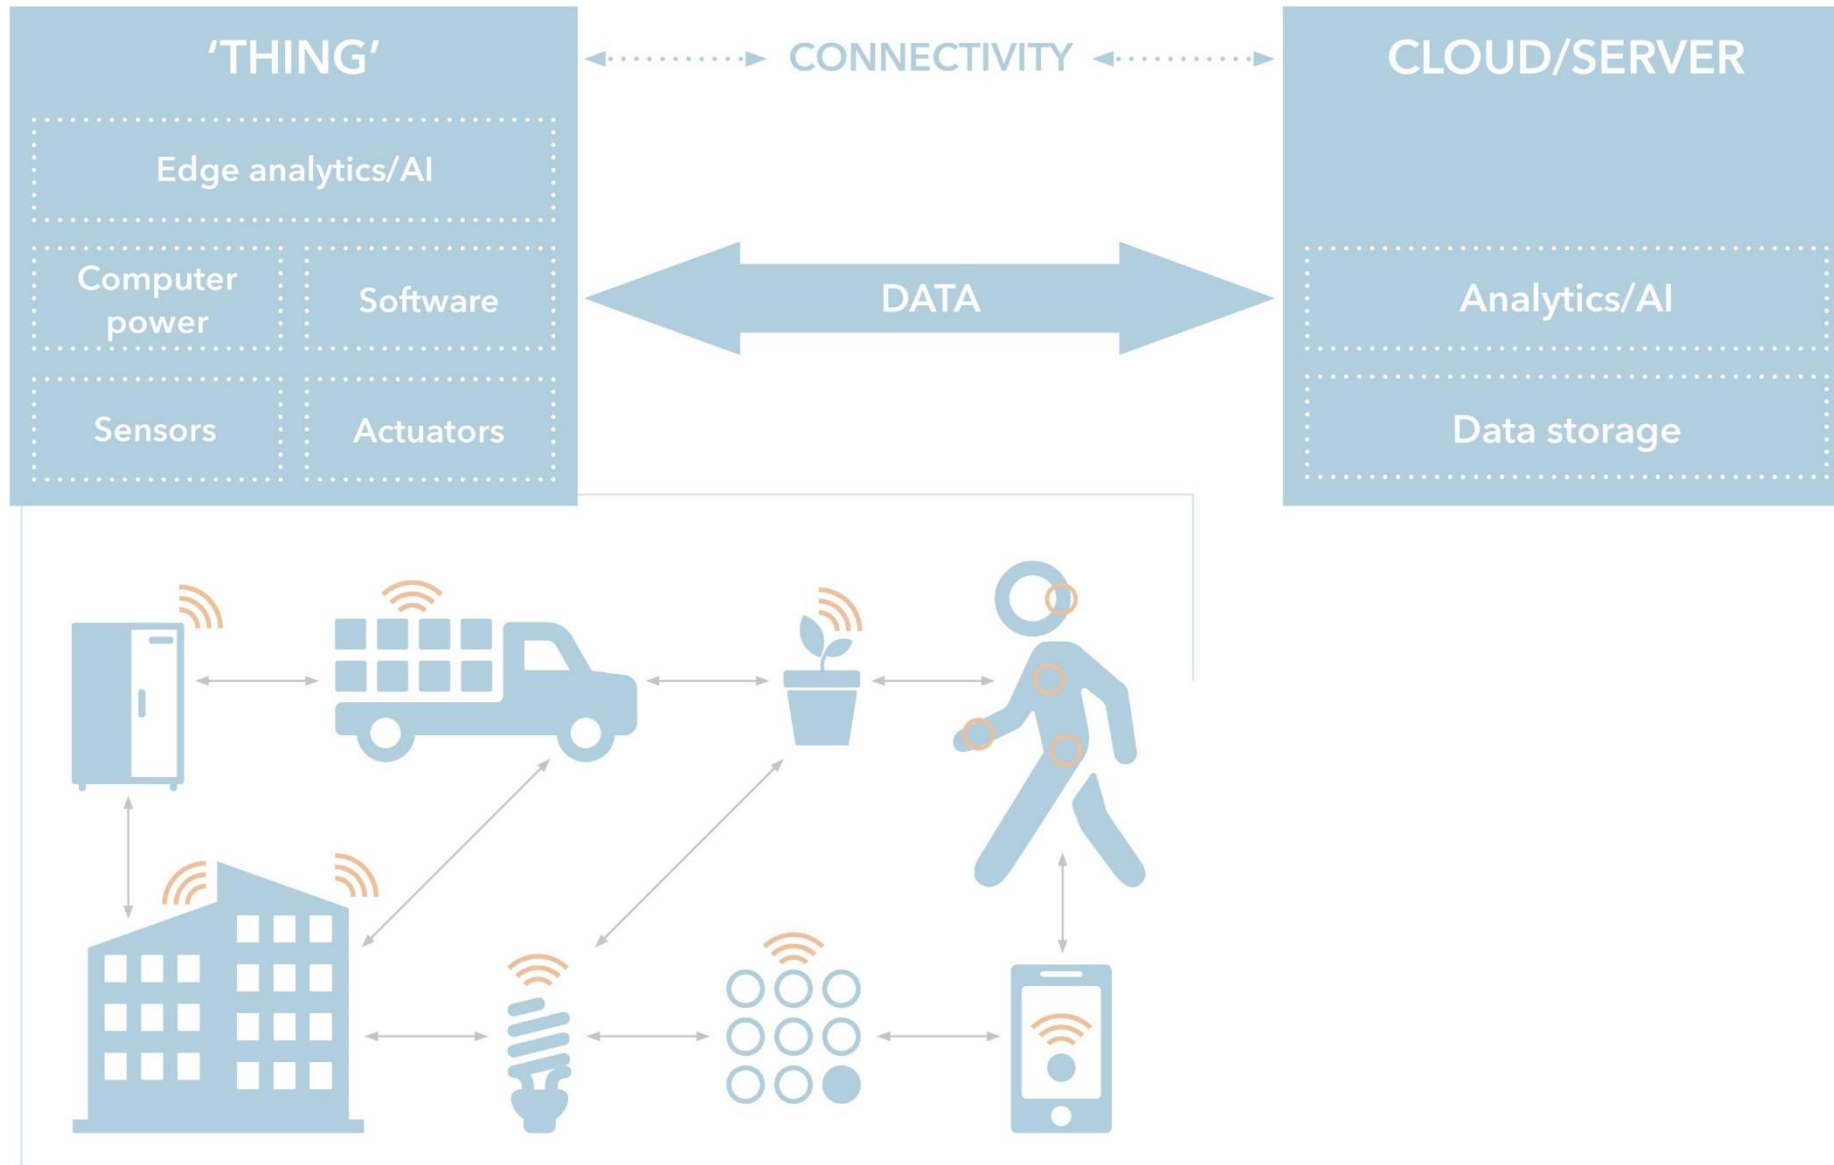 'THING'
CONNECTIVITY
CLOUD/SERVER
Edge analytics/AI
Computer
power
Software
DATA
Analytics/AI
Sensors
Actuators
Data storage